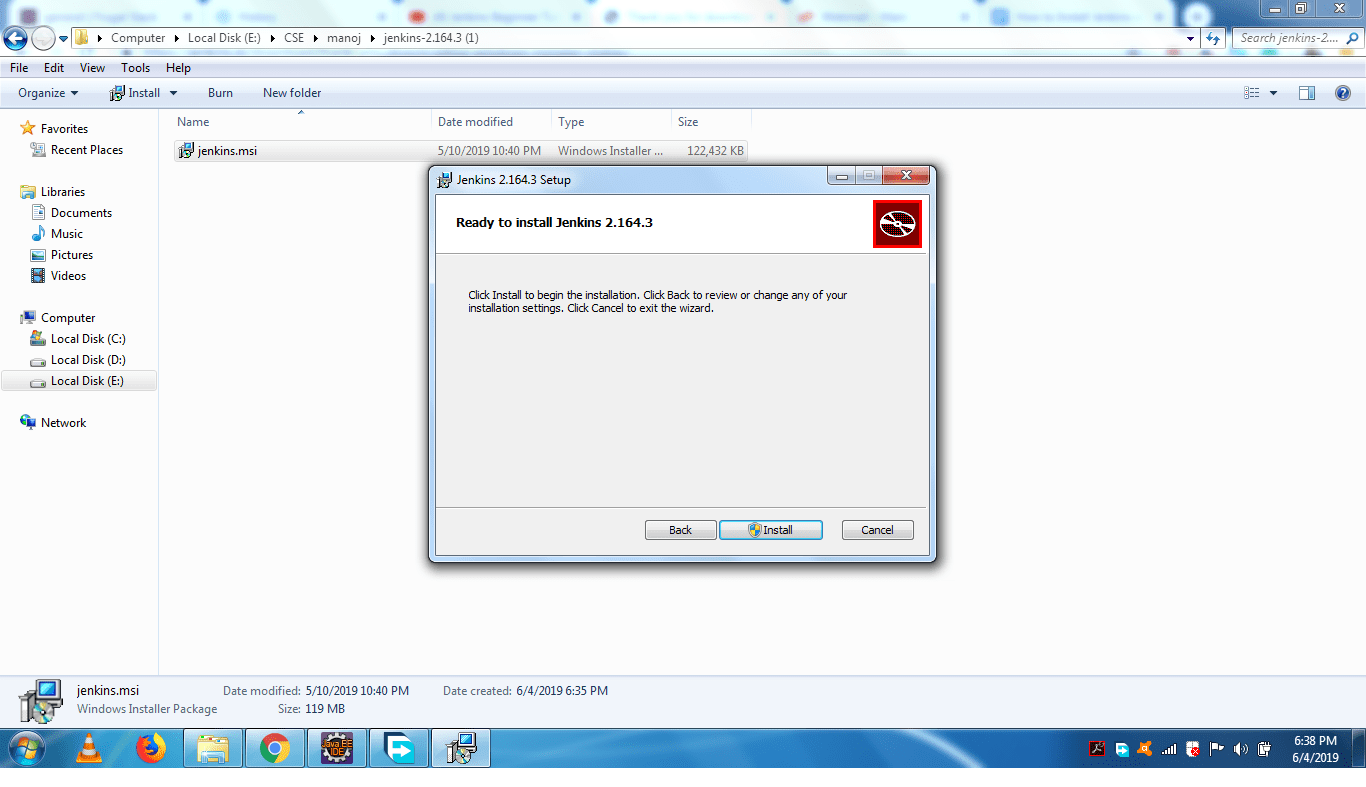 Computer Local Disk (E:) CSE manoj jenkins-2.164.3 (1)
Search jenkins-2....
File Edit View Tools Help
Organize Install Burn New folder
Name Date modified Type Size
jenkins.msi 5/10/2019 10:40 PM Windows Installer ... 122,432 KB
Favorites
Recent Places
Libraries
Documents
Music
Pictures
Videos
Computer
Local Disk (C:)
Local Disk (D:)
Local Disk (E:)
Network
Jenkins 2.164.3 Setup
Ready to install Jenkins 2.164.3
Click Install to begin the installation. Click Back to review or change any of your
installation settings. Click Cancel to exit the wizard.
Back Install Cancel
jenkins.msi Date modified: 5/10/2019 10:40 PM Date created: 6/4/2019 6:35 PM
Windows Installer Package Size: 119 MB
Java EE
IDE
6:38 PM
6/4/2019